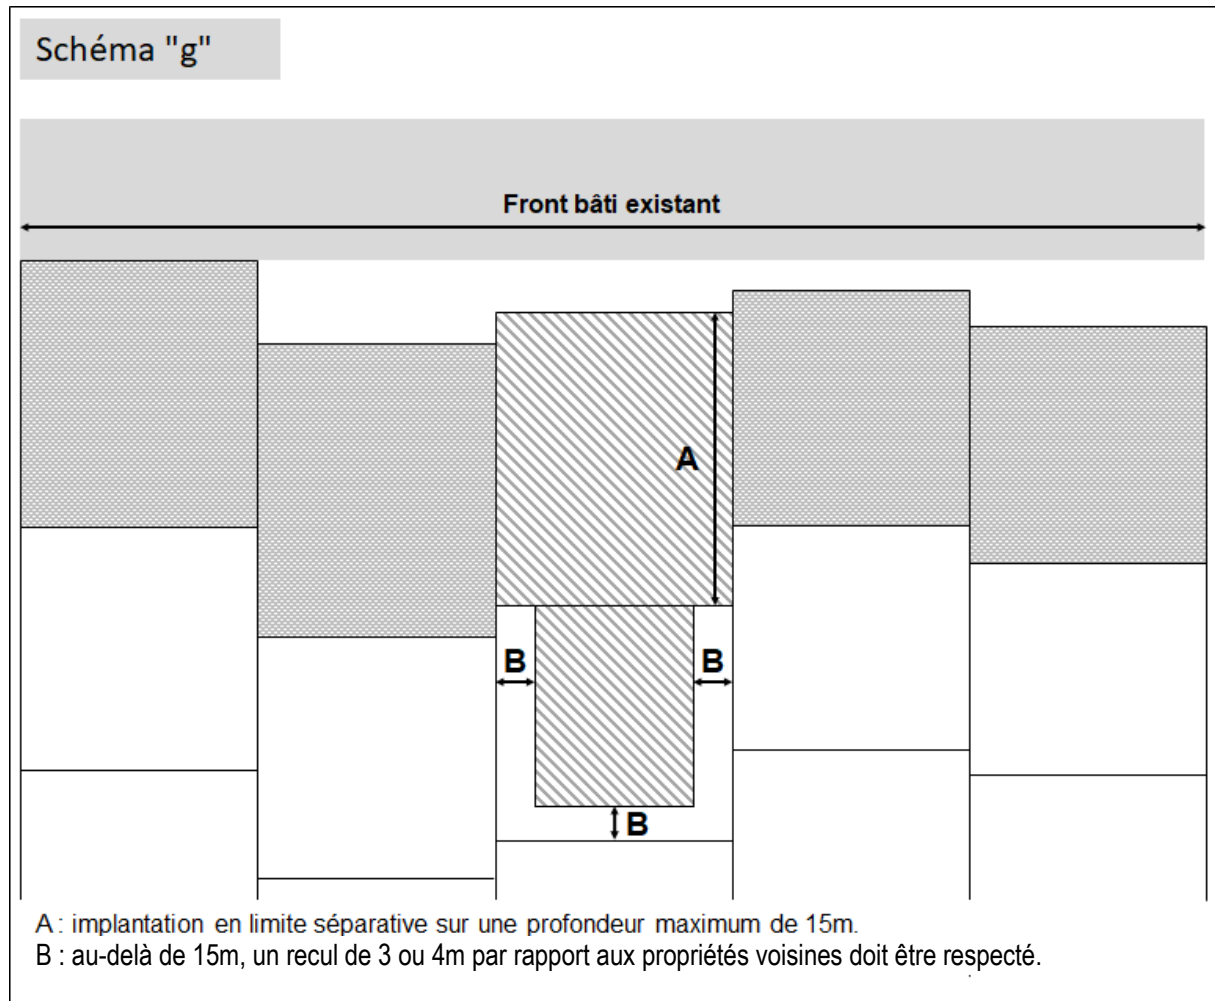 Schéma "g"
Front bâti existant
A
B
B
B
A : implantation en limite séparative sur une profondeur maximum de 15m.
B : au-delà de 15m, un recul de 3 ou 4m par rapport aux propriétés voisines doit être respecté.